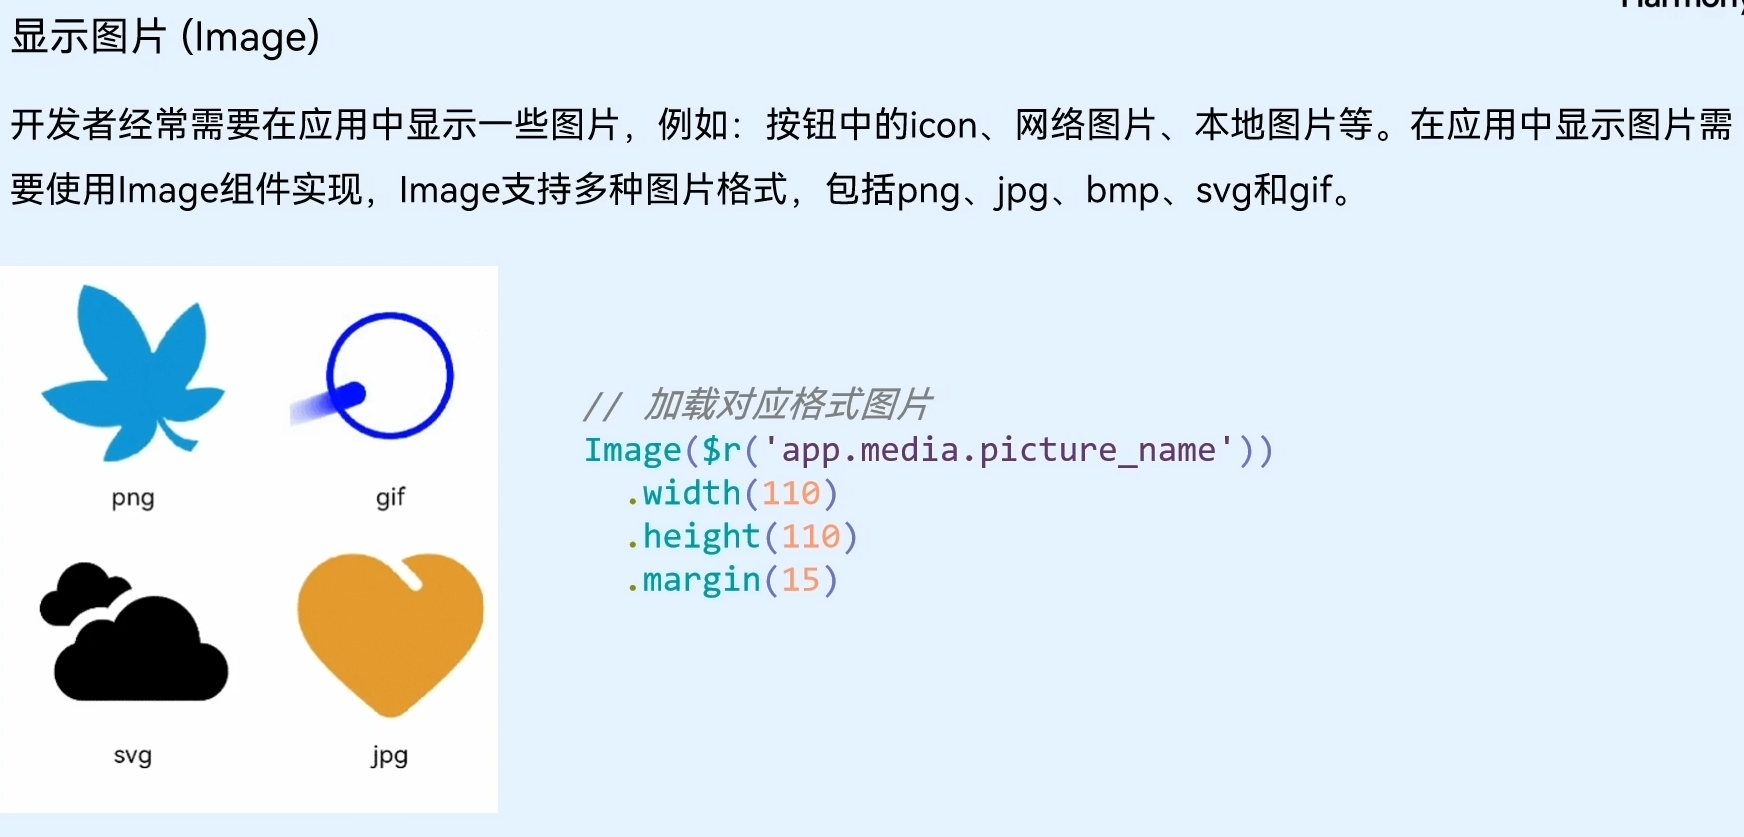 显示图片 (Image)
开发者经常需要在应用中显示一些图片，例如：按钮中的icon、网络图片、本地图片等。在应用中显示图片需
要使用Image组件实现，Image支持多种图片格式，包括png、jpg、bmp、svg和gif。
png
gif
svg
jpg
// 加载对应格式图片
Image($r('app.media.picture_name'))
.width(110)
.height(110)
.margin(15)